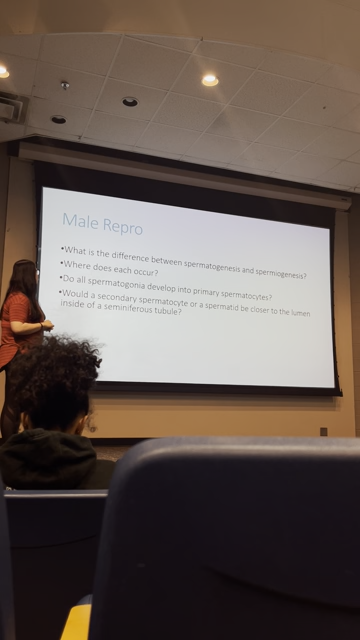 Male Repro
•What is the difference between spermatogenesis and spermiogenesis?
•Where does each occur?
•Do all spermatogonia develop into primary spermatocytes?
•Would a secondary spermatocyte or a spermatid be closer to the lumen
inside of a seminiferous tubule?